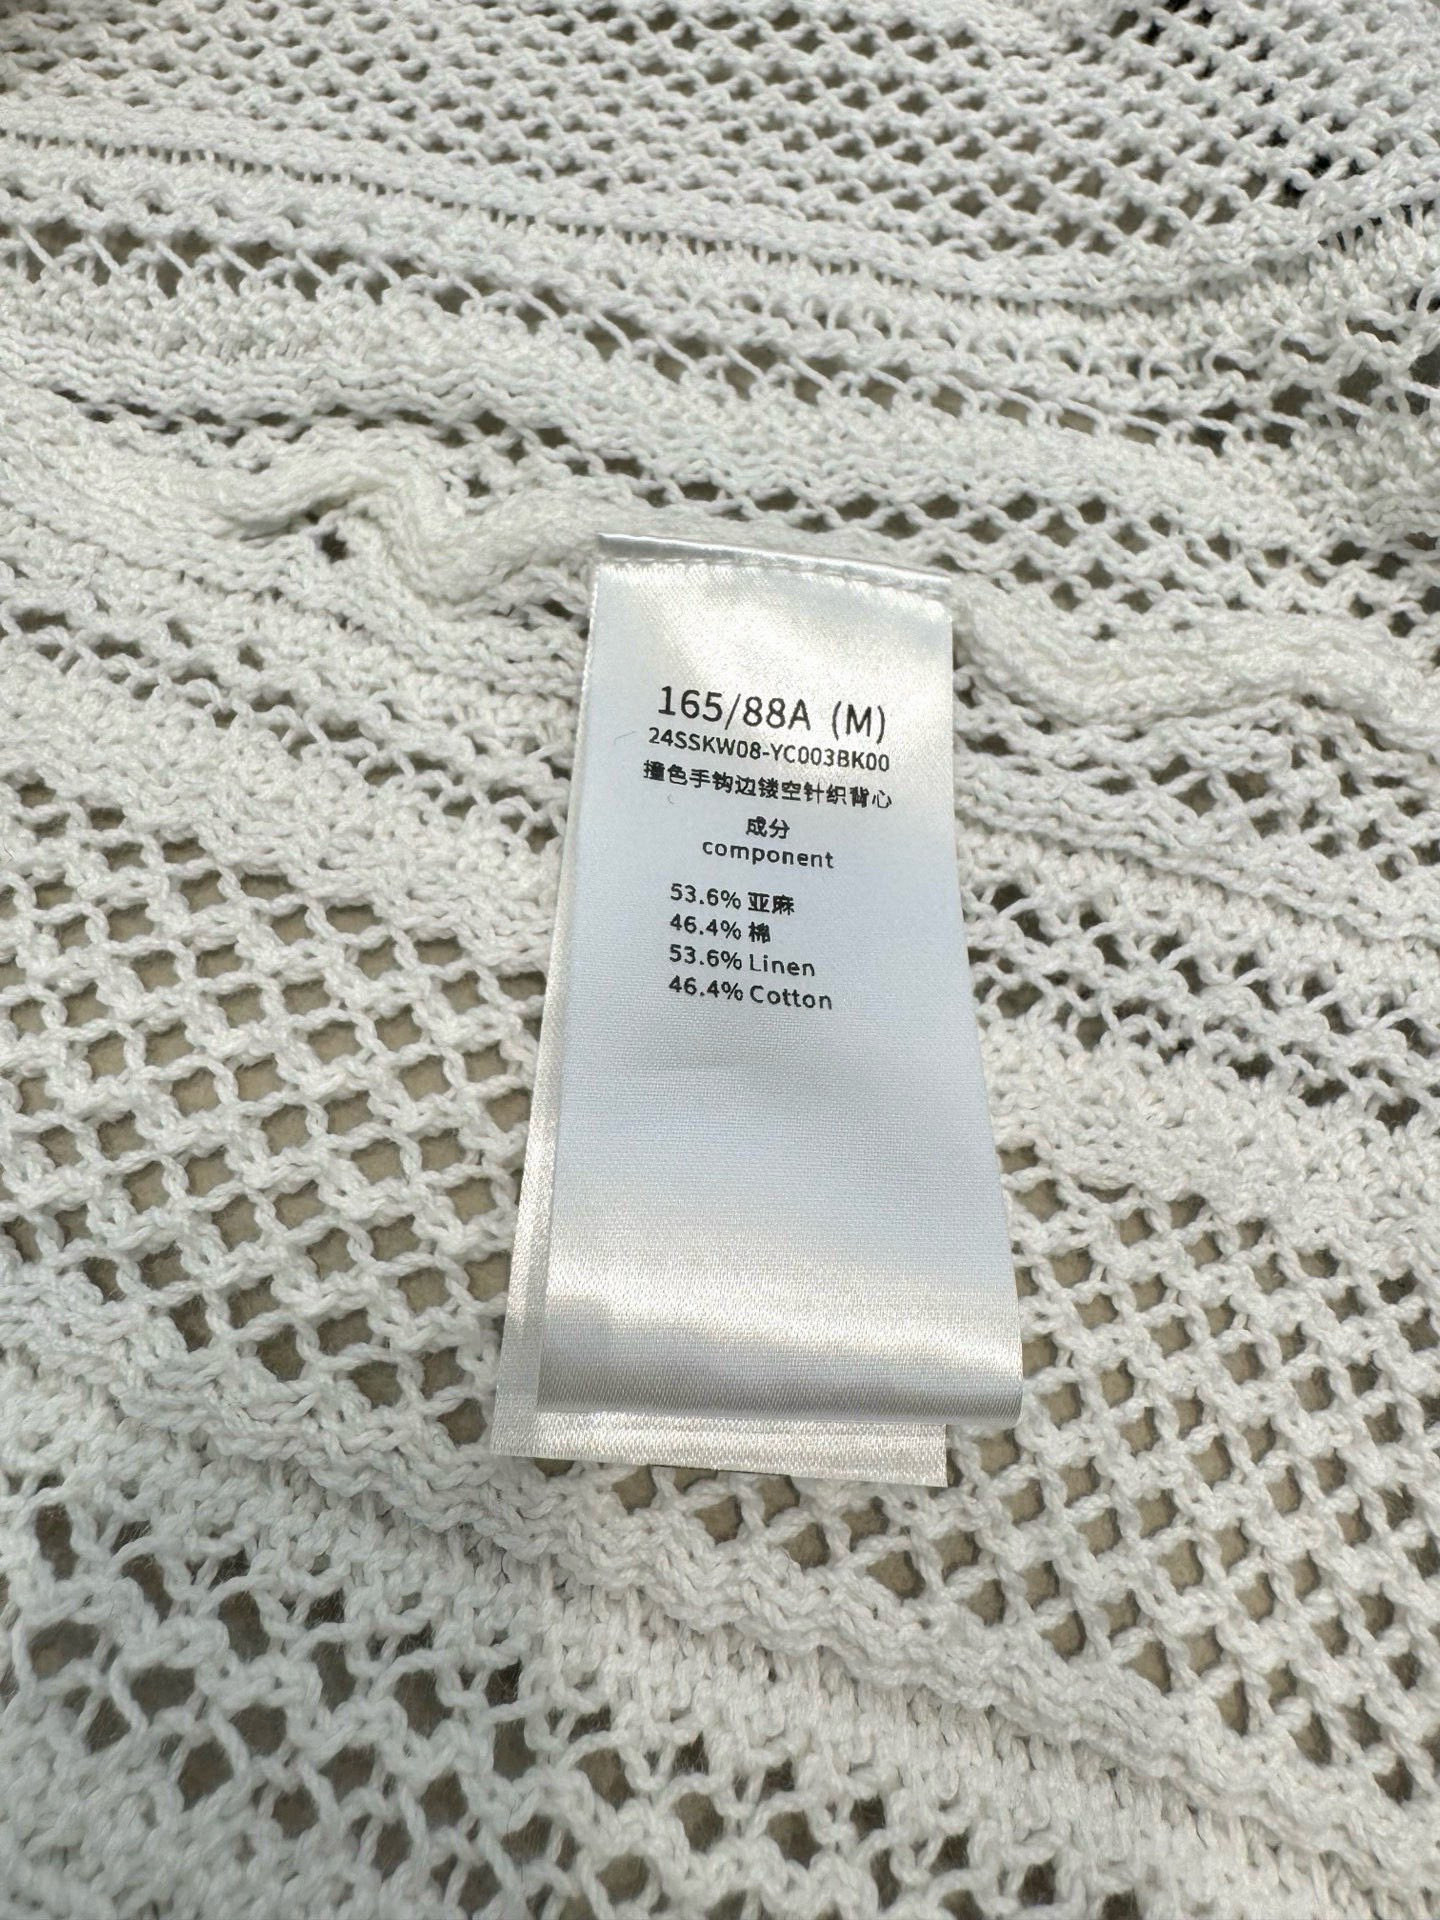 165/88A (M)
24SSKW08-YC003BK00
撞色手钩边镂空针织背心
成分
component
53.6% 亚麻
46.4% 棉
53.6% Linen
46.4% Cotton